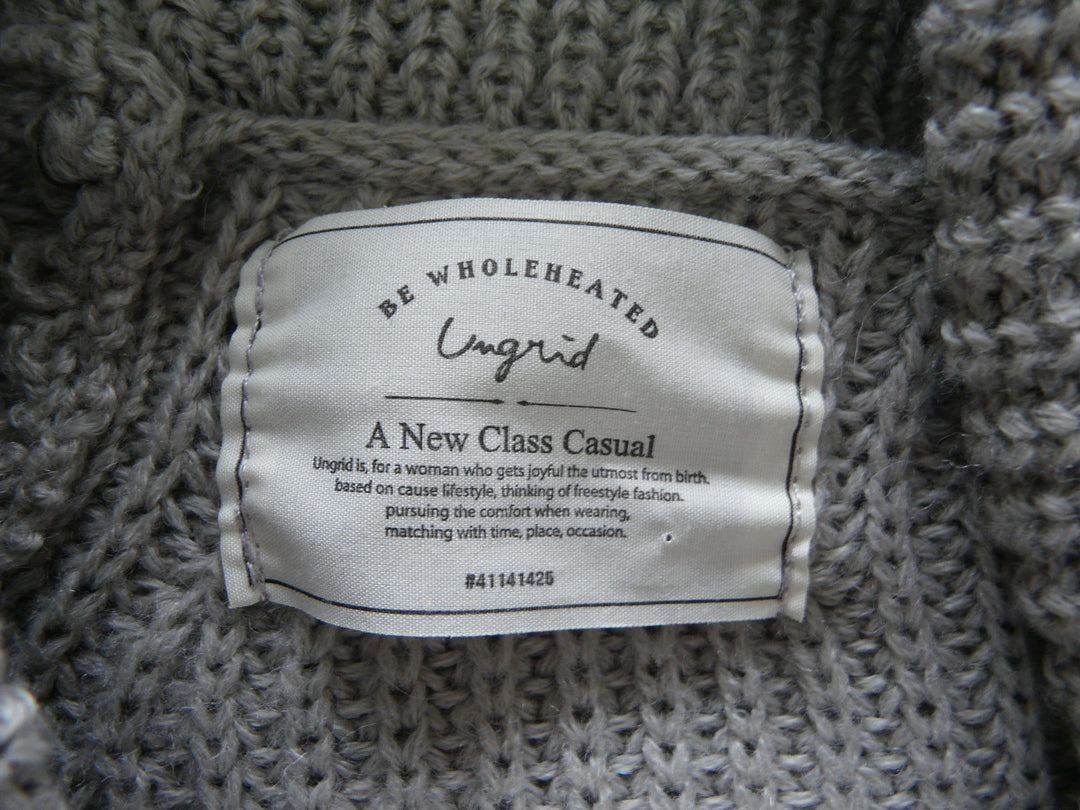 BE WHOLEHEATED
Ungrid
A New Class Casual
Ungrid is, for a woman who gets joyful the utmost from birth.
based on cause lifestyle, thinking of freestyle fashion.
pursuing the comfort when wearing,
matching with time, place, occasion.
#41141425